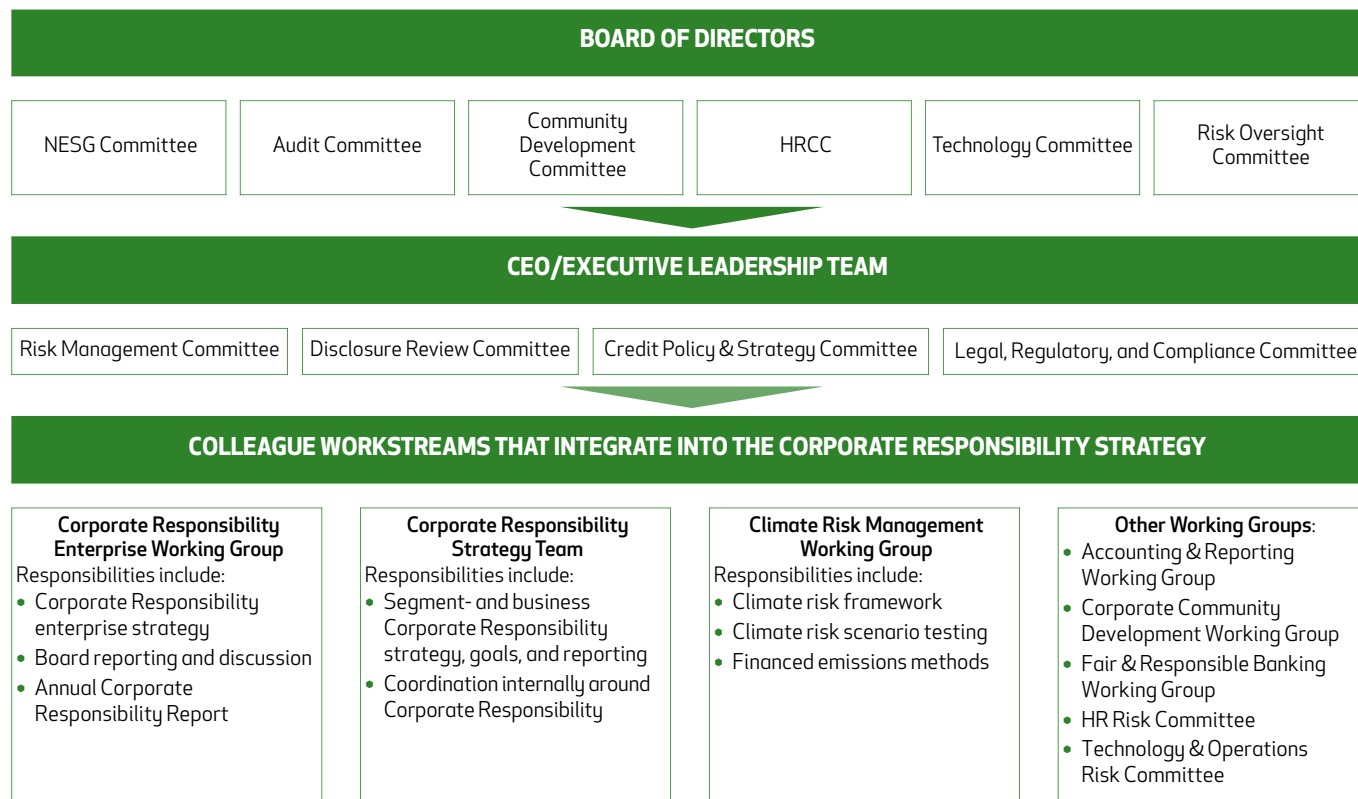 BOARD OF DIRECTORS
NESG Committee
Audit Committee
Community
Development
Committee
HRCC
Technology Committee
Risk Oversight
Committee
CEO/EXECUTIVE LEADERSHIP TEAM
Risk Management Committee
Disclosure Review Committee
Credit Policy & Strategy Committee
Legal, Regulatory, and Compliance Committee
COLLEAGUE WORKSTREAMS THAT INTEGRATE INTO THE CORPORATE RESPONSIBILITY STRATEGY
Corporate Responsibility
Enterprise Working Group
Responsibilities include:
• Corporate Responsibility
enterprise strategy
• Board reporting and discussion
• Annual Corporate
Responsibility Report
Corporate Responsibility
Strategy Team
Responsibilities include:
• Segment- and business
Corporate Responsibility
strategy, goals, and reporting
• Coordination internally around
Corporate Responsibility
Climate Risk Management
Working Group
Responsibilities include:
• Climate risk framework
• Climate risk scenario testing
• Financed emissions methods
Other Working Groups:
• Accounting & Reporting
Working Group
• Corporate Community
Development Working Group
• Fair & Responsible Banking
Working Group
• HR Risk Committee
• Technology & Operations
Risk Committee